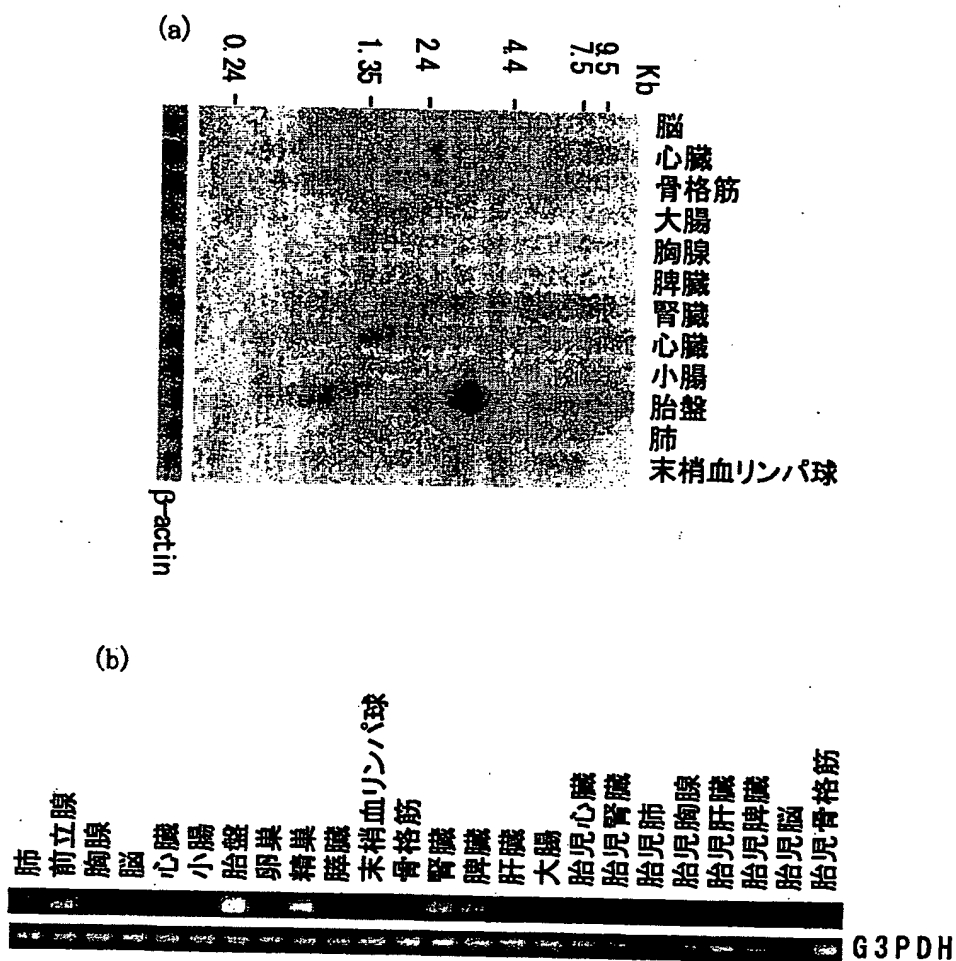 (a)
0.24
1.35
2.4
4.4
7.5
9.5
Kb
脳
心臓
骨格筋
大腸
胸腺
脾臓
腎臓
心臓
小腸
胎盤
肺
末梢血リンパ球
β-actin
(b)
肺
前立腺
胸腺
脳
心臓
小腸
胎盤
卵巣
精巣
膵臓
末梢血リンパ球
骨格筋
腎臓
脾臓
肝臓
大腸
胎児心臓
胎児腎臓
胎児肺
胎児胸腺
胎児肝臓
胎児脾臓
胎児脳
胎児骨格筋
G3PDH